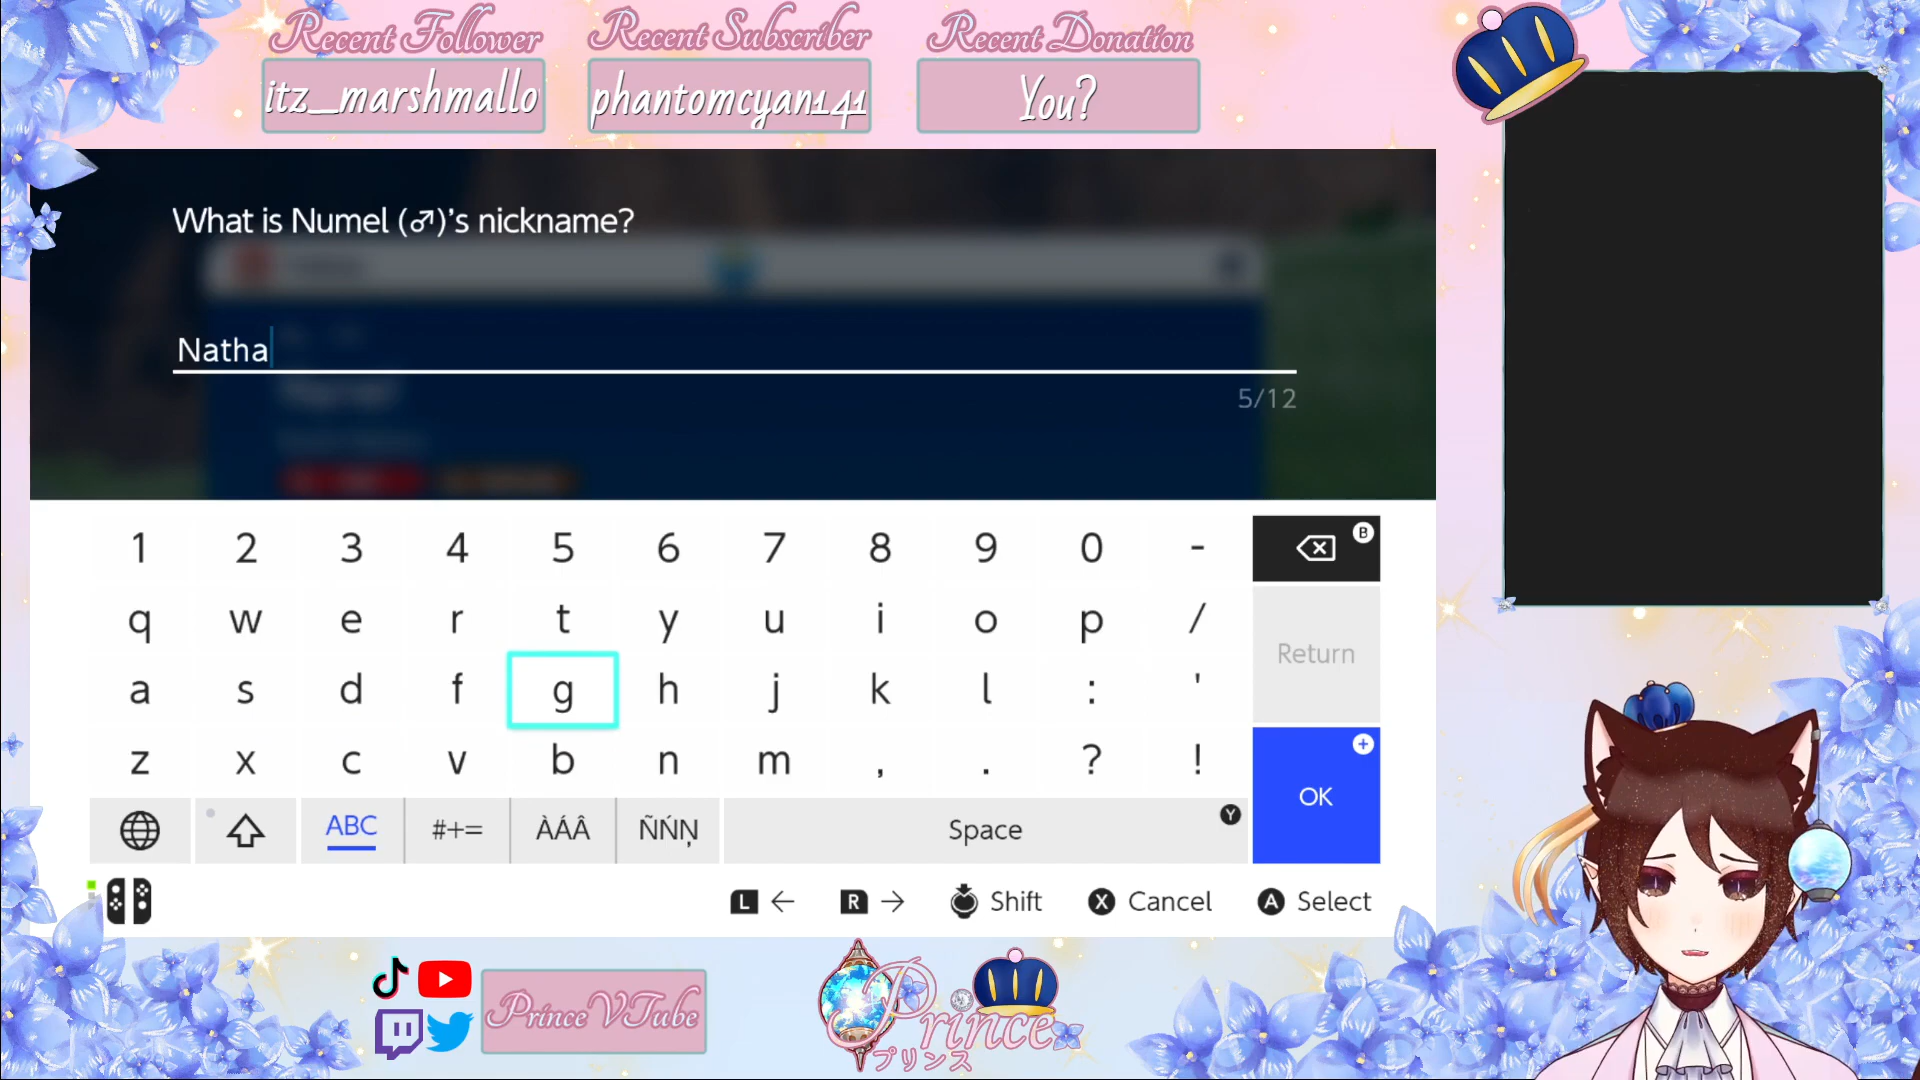 Recent Follower
Recent Subscriber
Recent Donation
itz_marshmallo
phantomcyan141
You?
What is Numel (♂)'s nickname?
Natha
5/12
1 2 3 4 5 6 7 8 9 0 -
B
q w e r t y u i o p /
Return
a s d f g h j k l : '
z x c v b n m , . ? !
OK
ABC
#+=
ÀÁÂ
ÑŃŅ
Space
Y
L ←
R →
Shift
X Cancel
A Select
PrinceVTube
Prince
プリンス